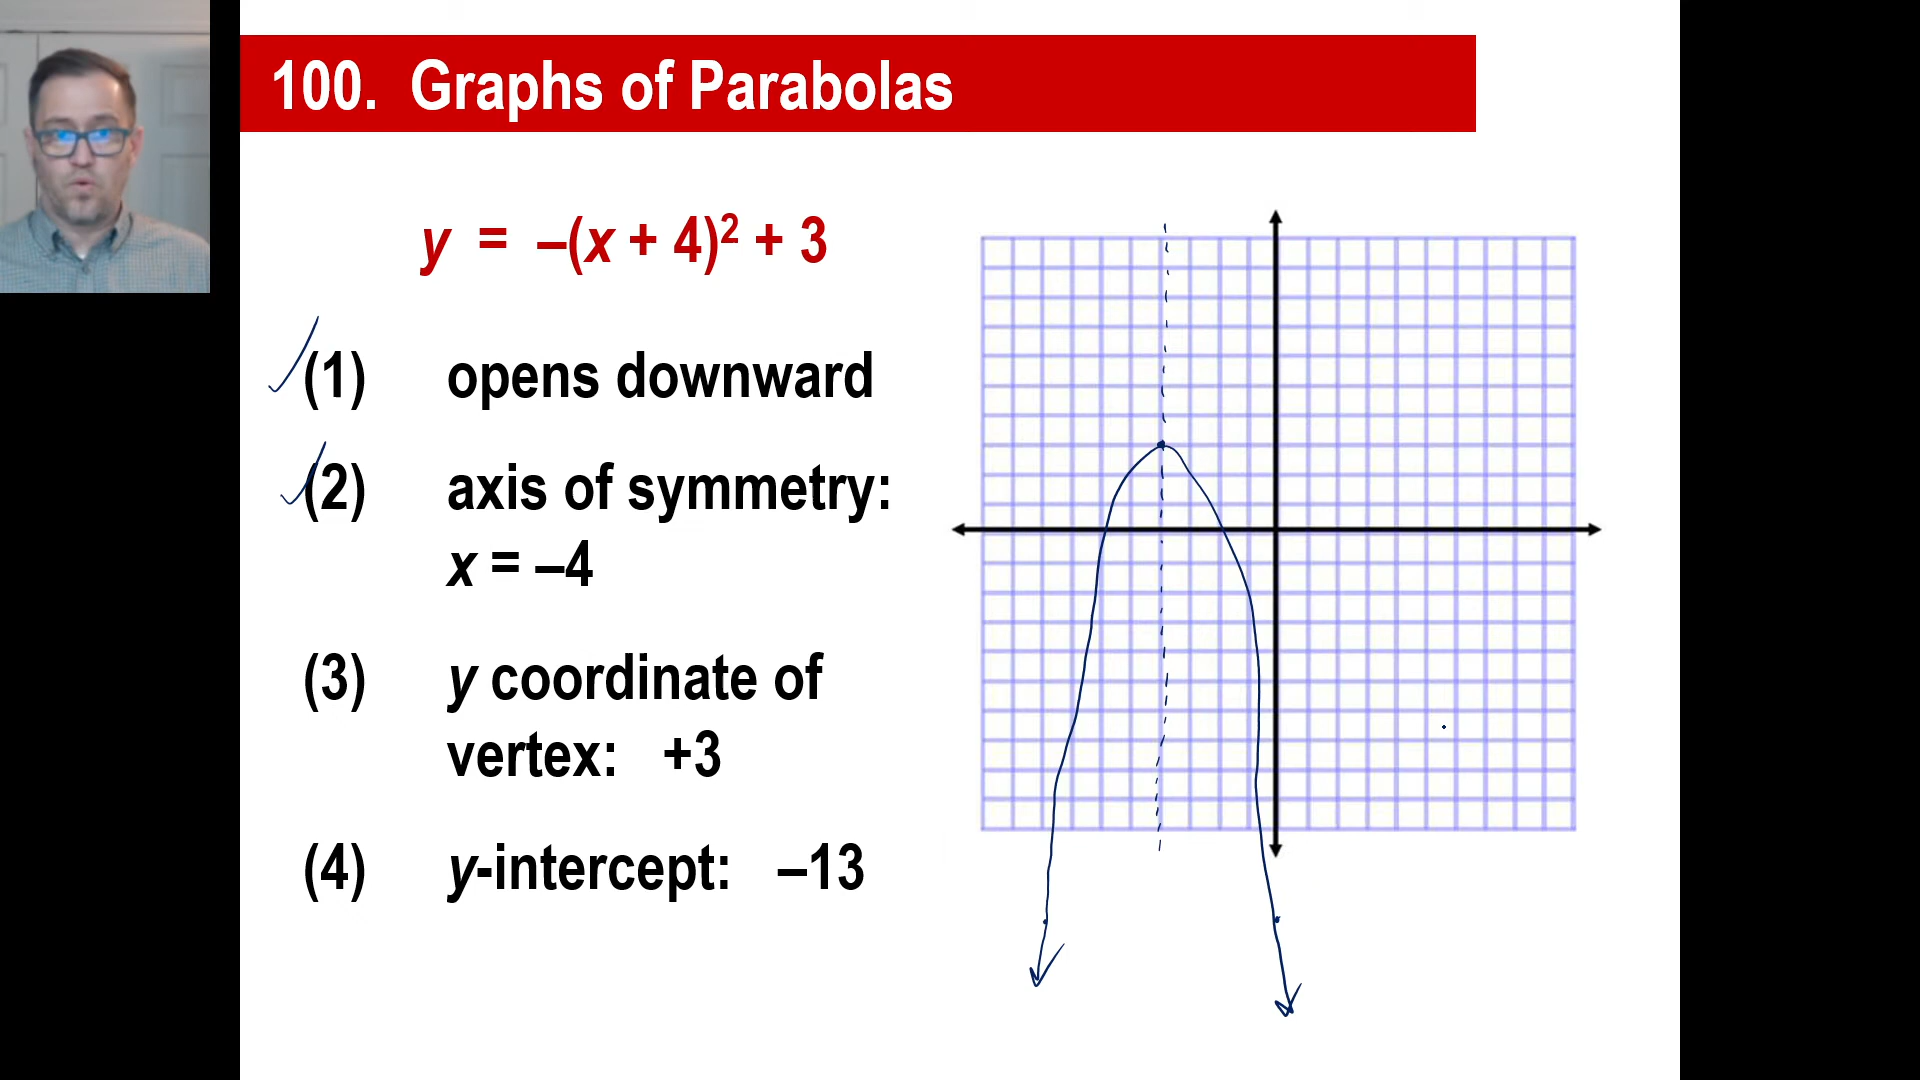 100. Graphs of Parabolas
y = –(x + 4)² + 3
(1) opens downward
(2) axis of symmetry:
x = –4
(3) y coordinate of
vertex: +3
(4) y-intercept: –13